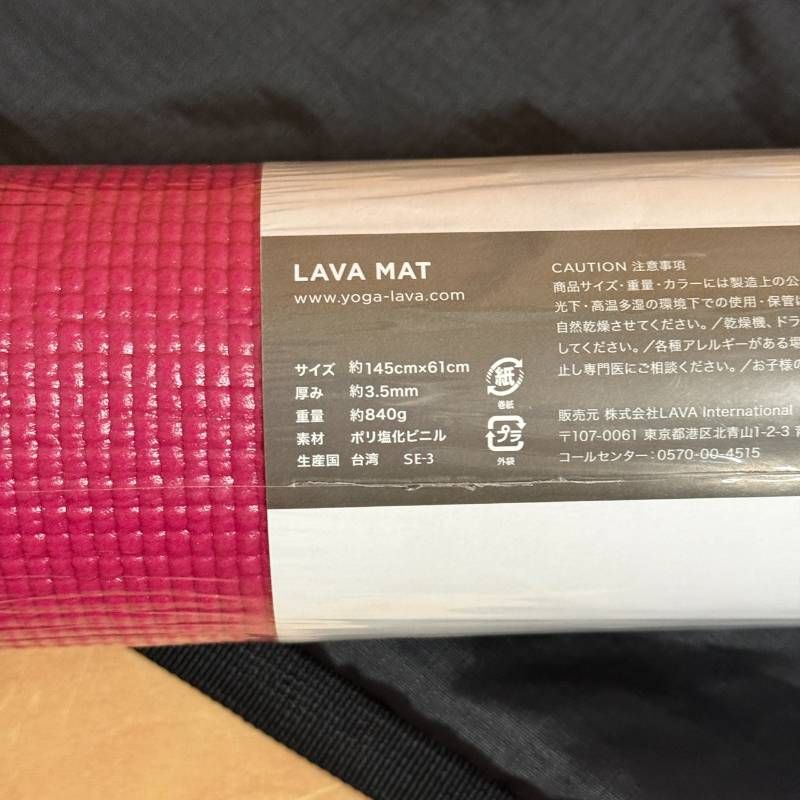 LAVA MAT
www.yoga-lava.com
サイズ 約145cm×61cm
厚み 約3.5mm
重量 約840g
素材 ポリ塩化ビニル
生産国 台湾 SE-3
紙
巻紙
プラ
外袋
CAUTION 注意事項
商品サイズ・重量・カラーには製造上の公
光下・高温多湿の環境下での使用・保管
自然乾燥させてください。/乾燥機、ドラ
してください。/各種アレルギーがある場
止し専門医にご相談ください。/お子様の
販売元 株式会社LAVA International
〒107-0061 東京都港区北青山1-2-3
コールセンター:0570-00-4515